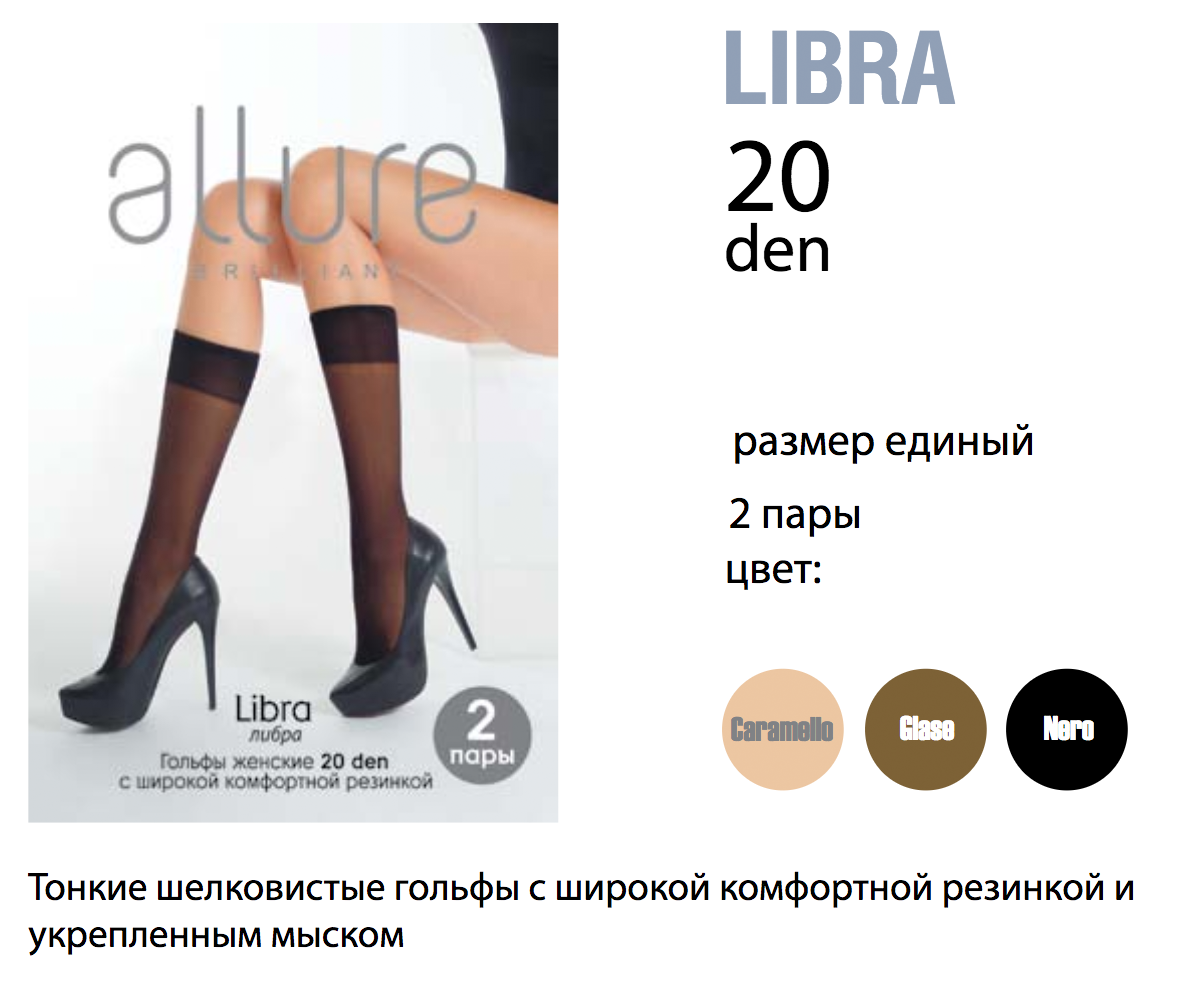 allure
BRILLIANT
Libra
либра
Гольфы женские 20 den
с широкой комфортной резинкой
2
пары
LIBRA
20
den
размер единый
2 пары
цвет:
Caramello
Glase
Nero
Тонкие шелковистые гольфы с широкой комфортной резинкой и
укрепленным мыском